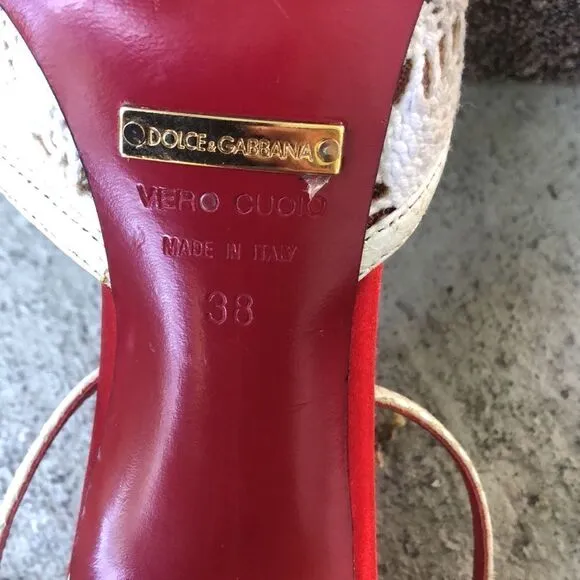 DOLCE & GABBANA
VERO CUOIO
MADE IN ITALY
38